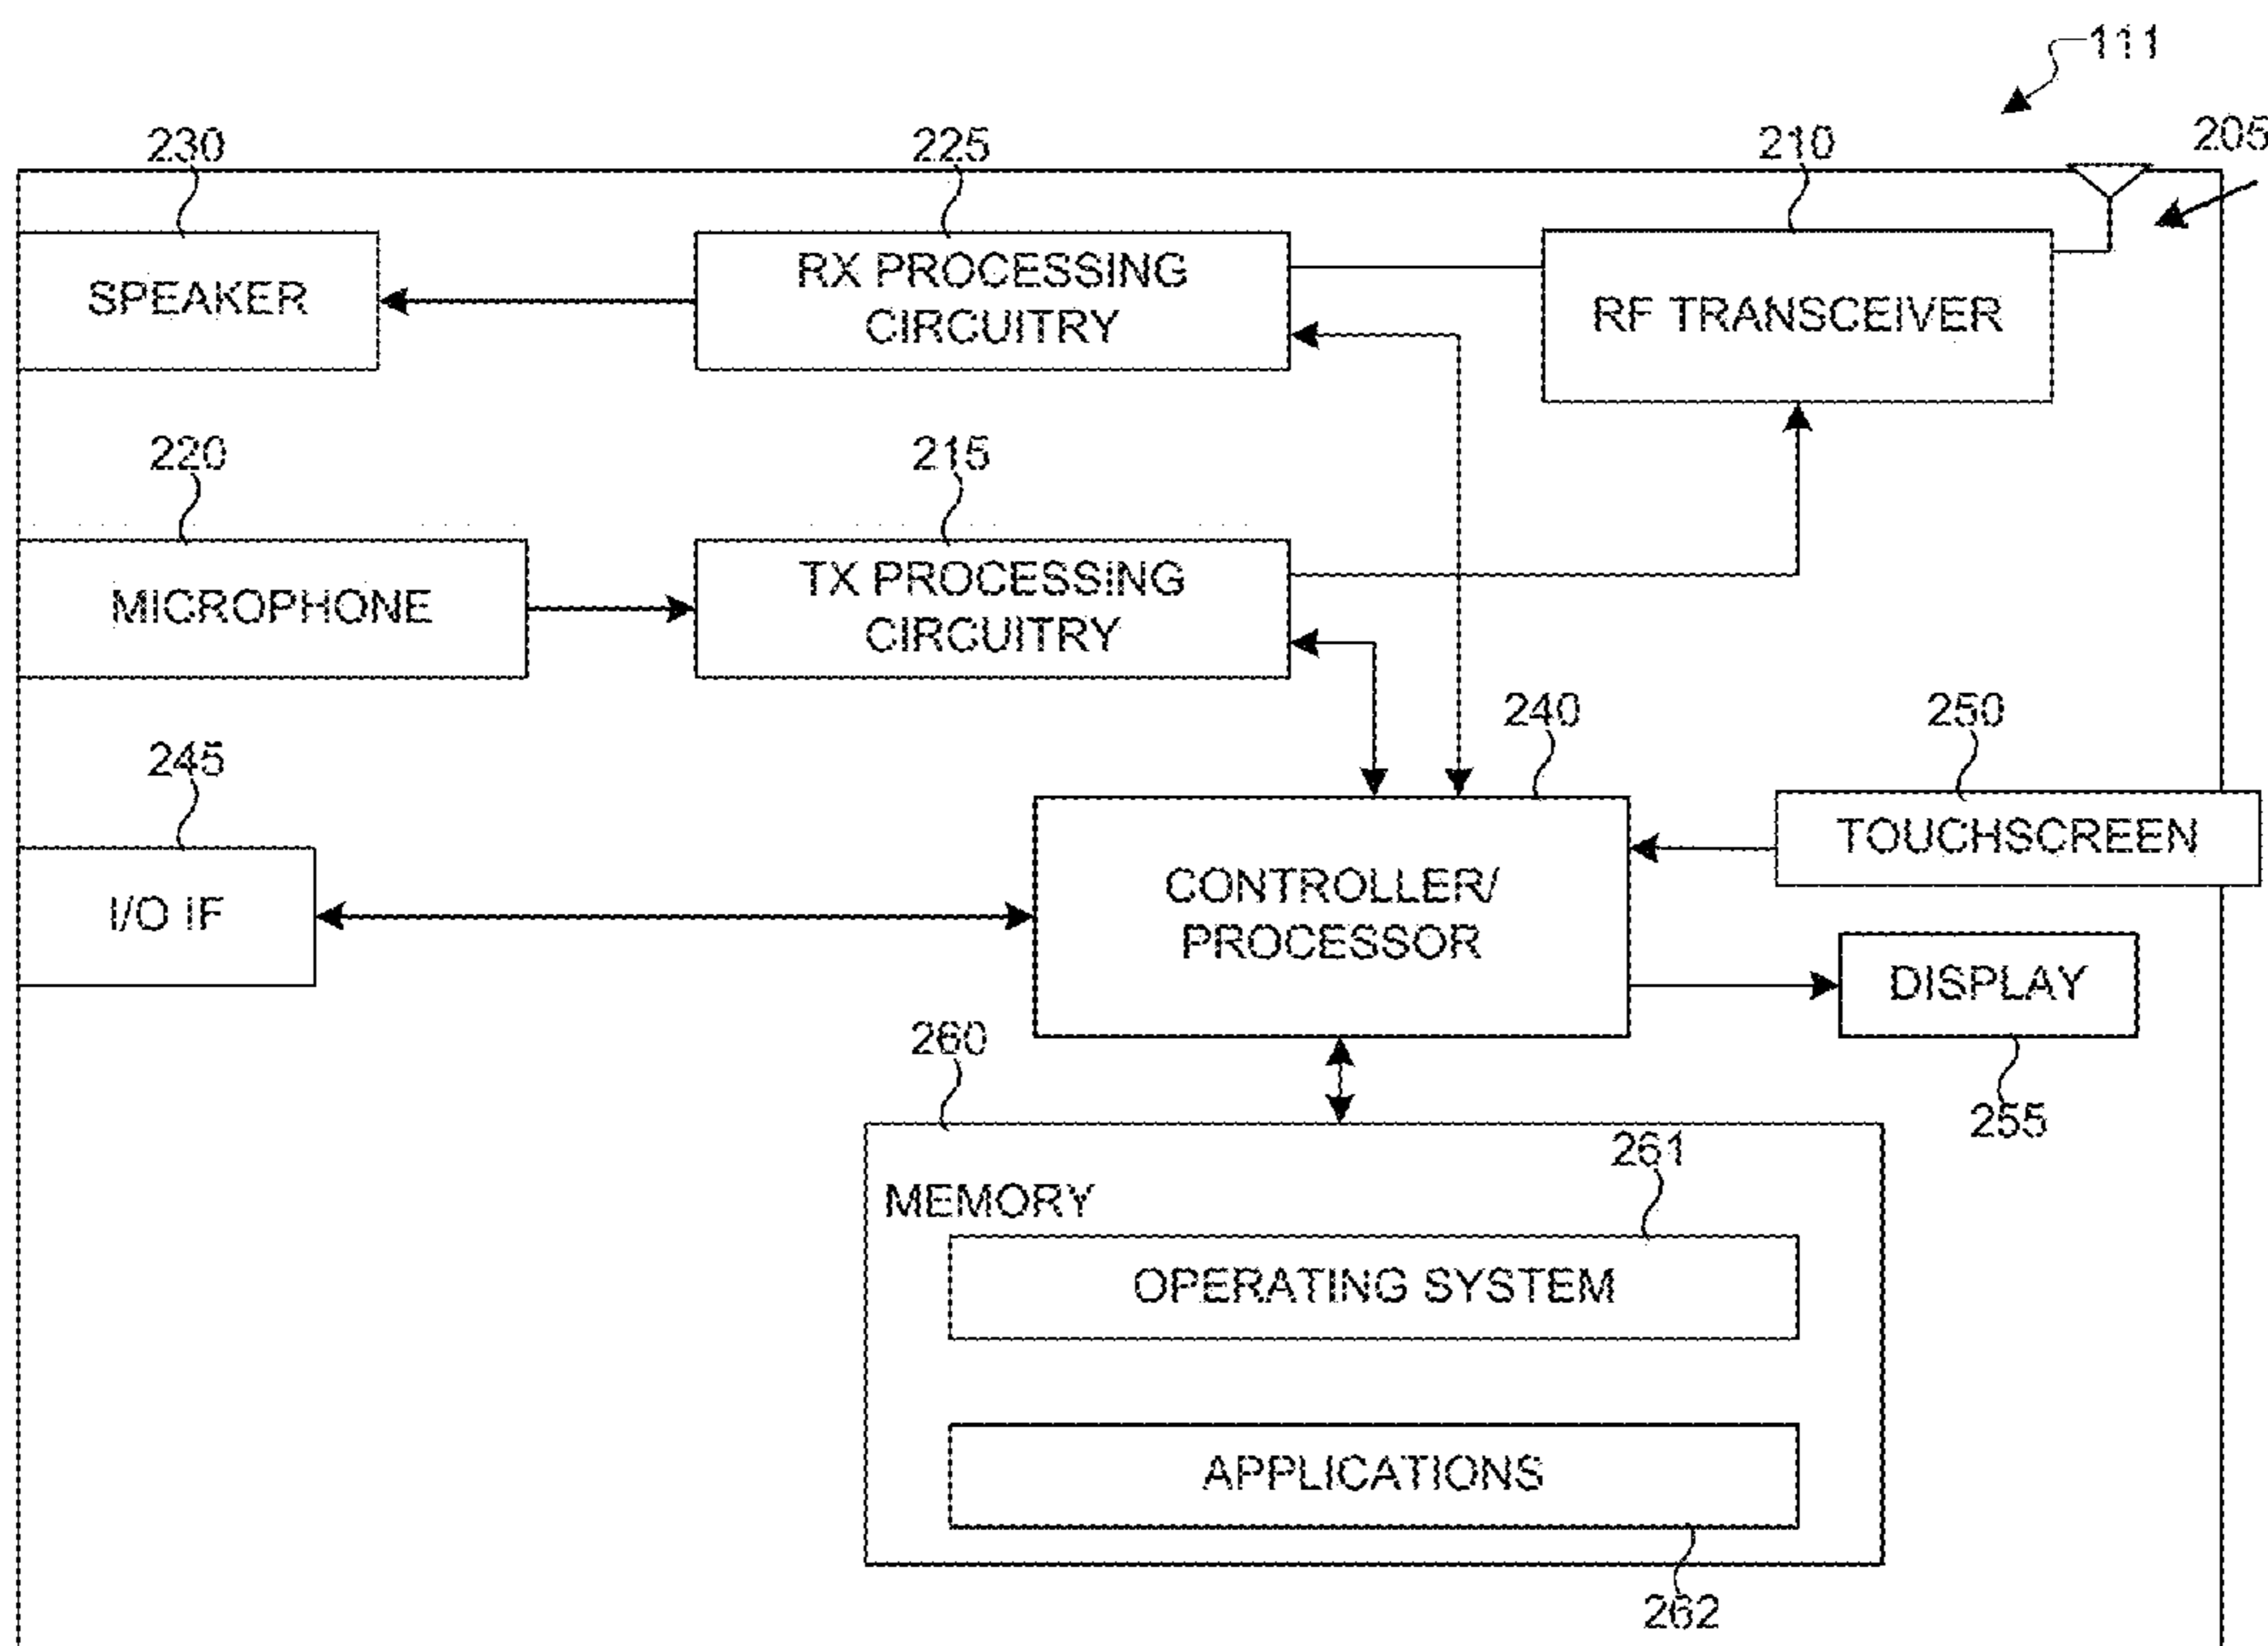 111
205
230
225
210
SPEAKER
RX PROCESSING
CIRCUITRY
RF TRANSCEIVER
220
215
MICROPHONE
TX PROCESSING
CIRCUITRY
240
250
245
TOUCHSCREEN
I/O IF
CONTROLLER/
PROCESSOR
DISPLAY
255
260
261
MEMORY
OPERATING SYSTEM
APPLICATIONS
262